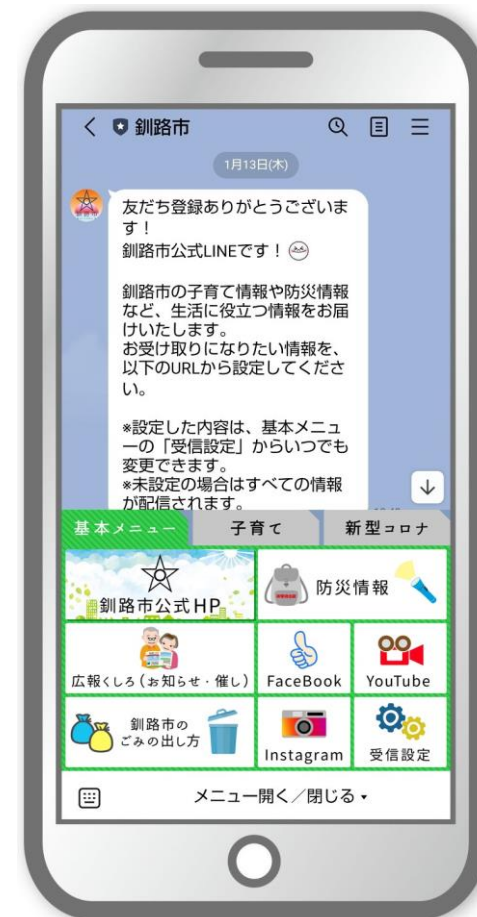 釧路市
1月13日(木)
友だち登録ありがとうございま
す！
釧路市公式LINEです！
釧路市の子育て情報や防災情報
など、生活に役立つ情報をお届
けいたします。
お受け取りになりたい情報を、
以下のURLから設定してくださ
い。
*設定した内容は、基本メニュ
ーの「受信設定」からいつでも
変更できます。
*未設定の場合はすべての情報
が配信されます。
基本メニュー
子育て
新型コロナ
釧路市公式HP
防災情報
広報くしろ(お知らせ・催し)
FaceBook
YouTube
釧路市の
ごみの出し方
Instagram
受信設定
メニュー開く／閉じる